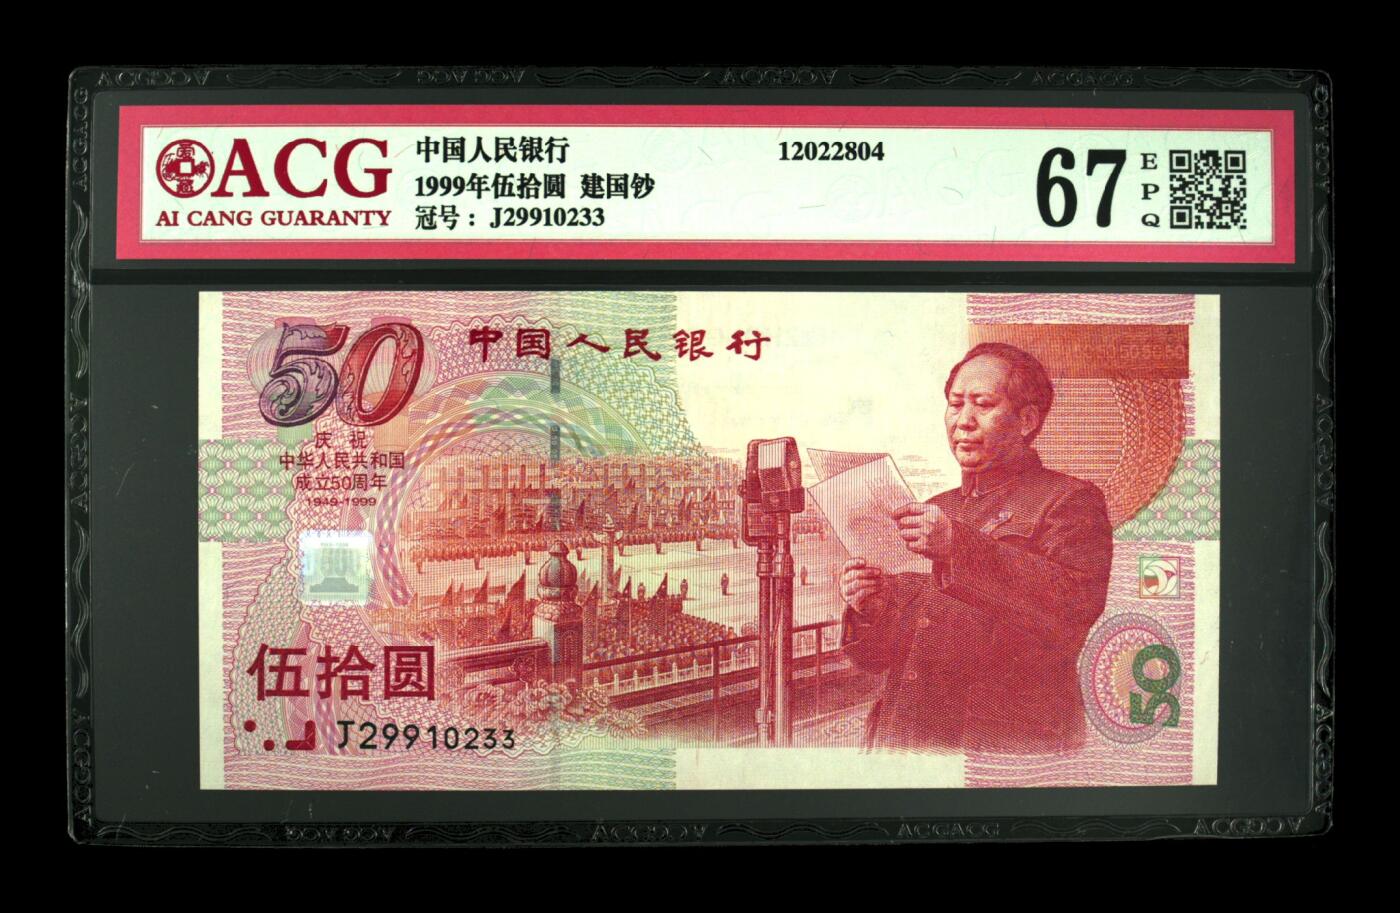 ACG
AI CANG GUARANTY
中国人民银行
1999年伍拾圆 建国钞
冠号：J29910233
12022804
67
EPQ
50
中国人民银行
庆祝
中华人民共和国
成立50周年
1949-1999
伍拾圆
J29910233
50